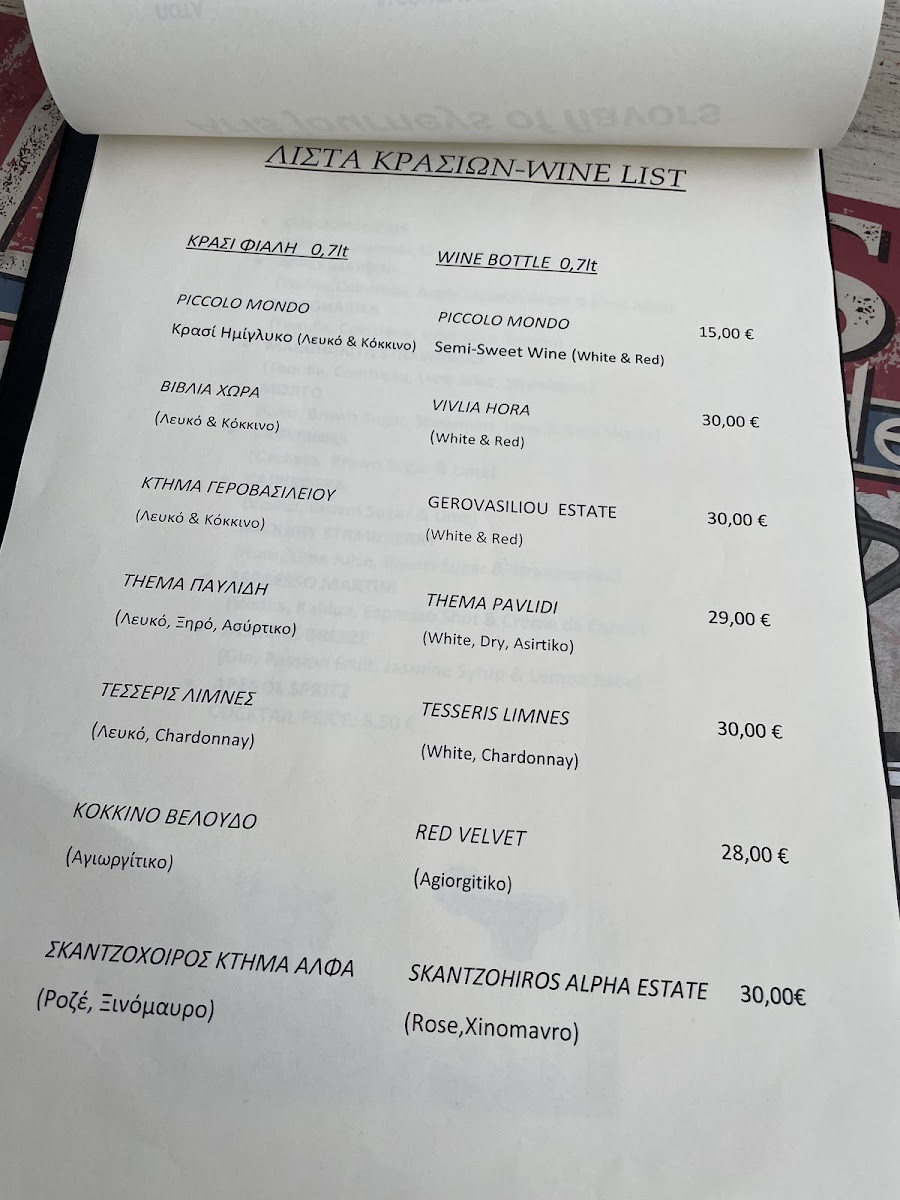 ΛΙΣΤΑ ΚΡΑΣΙΩΝ-WINE LIST
ΚΡΑΣΙ ΦΙΑΛΗ 0,7lt WINE BOTTLE 0,7lt
PICCOLO MONDO PICCOLO MONDO 15,00 €
Κρασί Ημίγλυκο (Λευκό & Κόκκινο) Semi-Sweet Wine (White & Red)
ΒΙΒΛΙΑ ΧΩΡΑ VIVLIA HORA 30,00 €
(Λευκό & Κόκκινο) (White & Red)
ΚΤΗΜΑ ΓΕΡΟΒΑΣΙΛΕΙΟΥ GEROVASILIOU ESTATE 30,00 €
(Λευκό & Κόκκινο) (White & Red)
THEMA ΠΑΥΛΙΔΗ THEMA PAVLIDI 29,00 €
(Λευκό, Ξηρό, Ασύρτικο) (White, Dry, Asirtiko)
ΤΕΣΣΕΡΙΣ ΛΙΜΝΕΣ TESSERIS LIMNES 30,00 €
(Λευκό, Chardonnay) (White, Chardonnay)
ΚΟΚΚΙΝΟ ΒΕΛΟΥΔΟ RED VELVET 28,00 €
(Αγιωργίτικο) (Agiorgitiko)
ΣΚΑΝΤΖΟΧΟΙΡΟΣ ΚΤΗΜΑ ΑΛΦΑ SKANTZOHIROS ALPHA ESTATE 30,00€
(Ροζέ, Ξινόμαυρο) (Rose,Xinomavro)